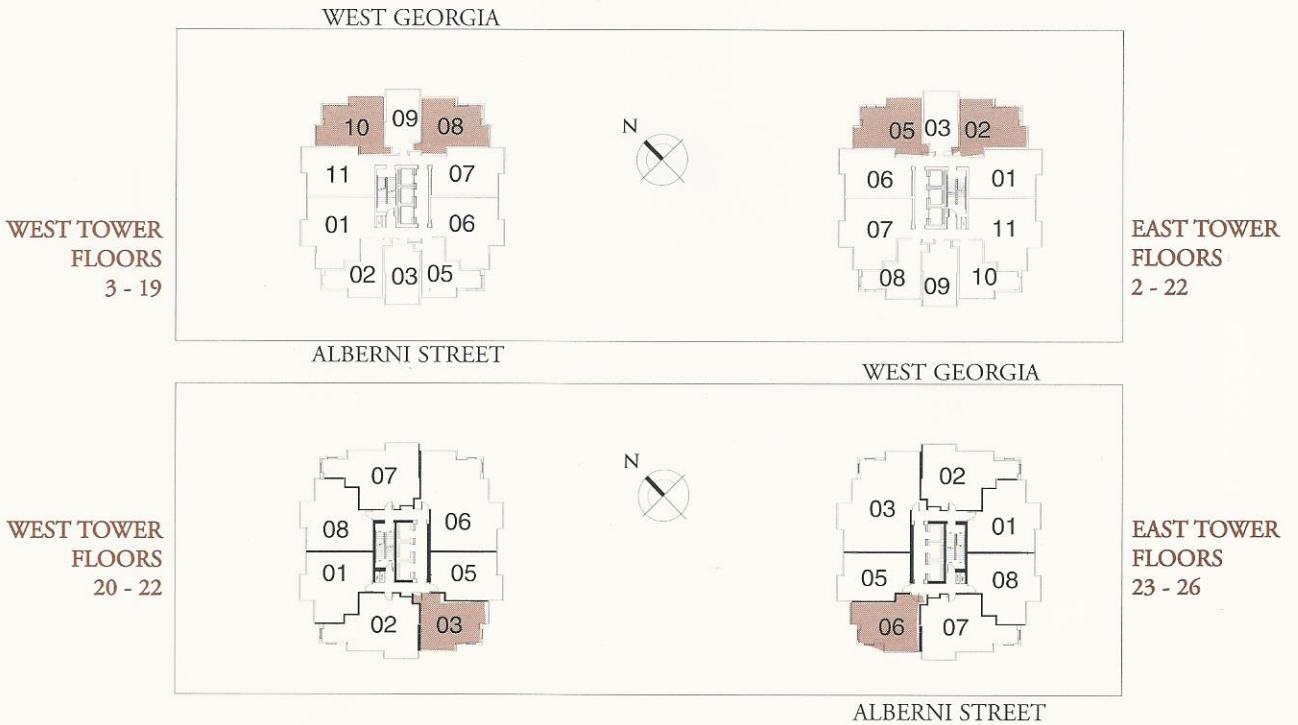 WEST GEORGIA
10
09
08
11
07
01
06
02
03
05
WEST TOWER
FLOORS
3 - 19
N
05
03
02
06
01
07
11
08
09
10
EAST TOWER
FLOORS
2 - 22
ALBERNI STREET
WEST GEORGIA
07
08
06
01
05
02
03
WEST TOWER
FLOORS
20 - 22
N
02
03
01
05
08
06
07
EAST TOWER
FLOORS
23 - 26
ALBERNI STREET